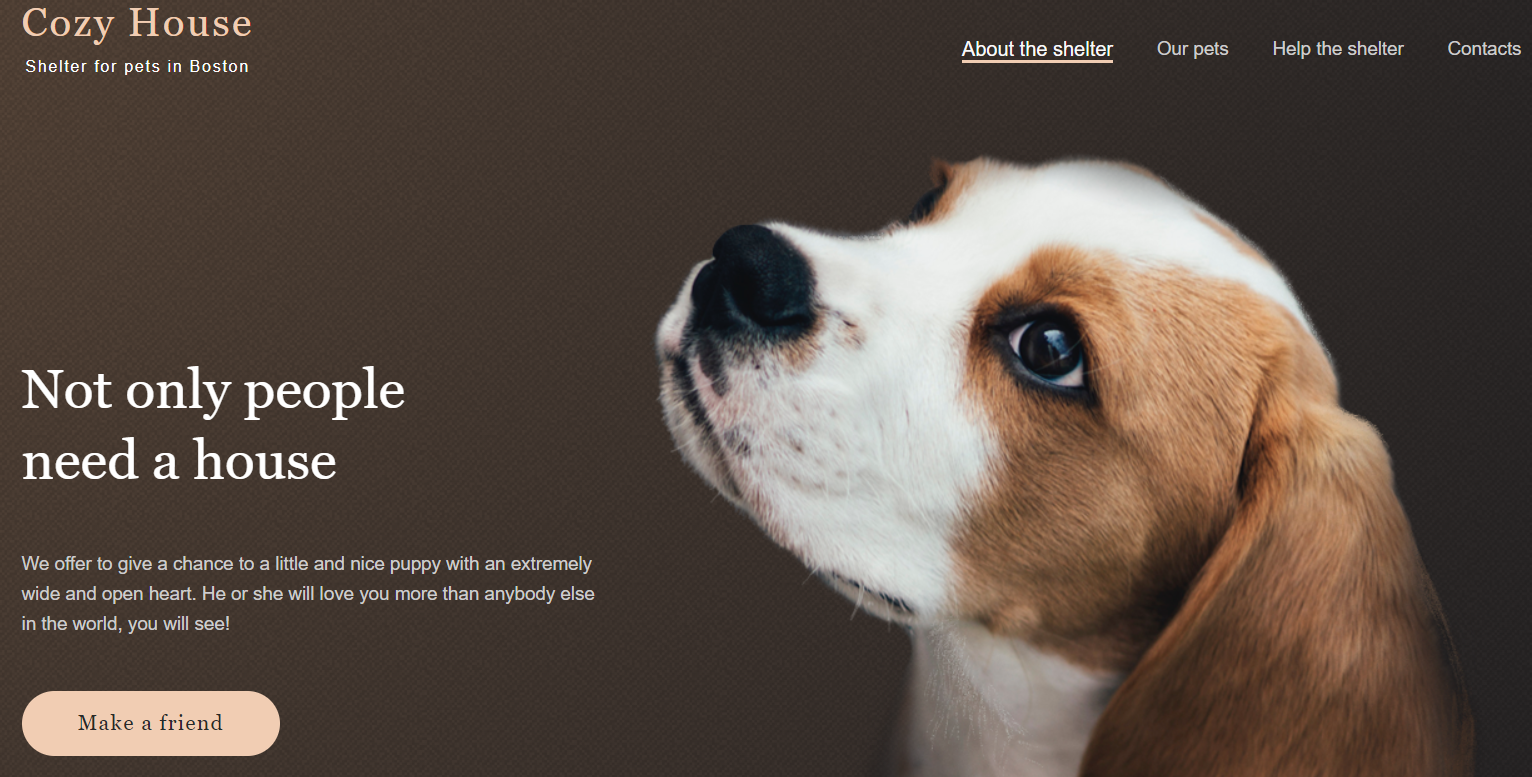 Cozy House
Shelter for pets in Boston
About the shelter
Our pets
Help the shelter
Contacts
Not only people
need a house
We offer to give a chance to a little and nice puppy with an extremely
wide and open heart. He or she will love you more than anybody else
in the world, you will see!
Make a friend